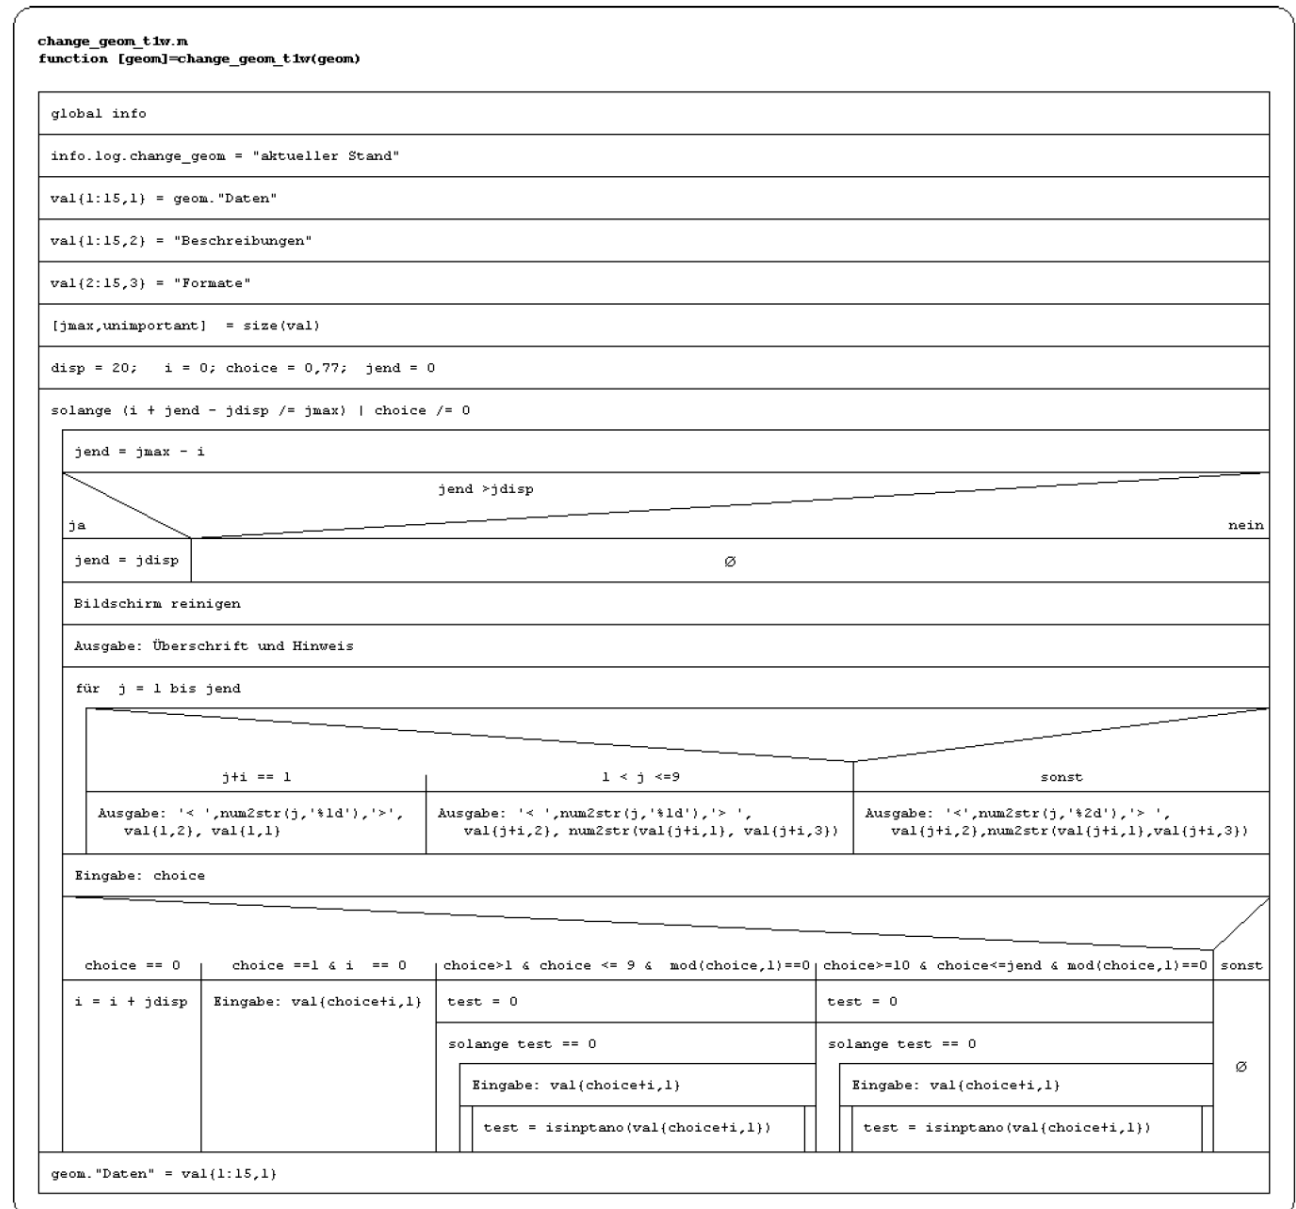 change_geom_t1w.m
function [geom]=change_geom_t1w(geom)
global info
info.log.change_geom = "aktueller Stand"
val{1:15,1} = geom."Daten"
val{1:15,2} = "Beschreibungen"
val{2:15,3} = "Formate"
[jmax,unimportant]  = size(val)
disp = 20;   i = 0; choice = 0,77;  jend = 0
solange (i + jend - jdisp /= jmax) | choice /= 0
jend = jmax - i
jend >jdisp
ja
nein
jend = jdisp
∅
Bildschirm reinigen
Ausgabe: Überschrift und Hinweis
für  j = 1 bis jend
j+i == 1
1 < j <=9
sonst
Ausgabe: '< ',num2str(j,'%1d'),'>',
val{1,2}, val{1,1}
Ausgabe: '< ',num2str(j,'%1d'),'> ',
val{j+i,2}, num2str(val{j+i,1}, val{j+i,3})
Ausgabe: '<',num2str(j,'%2d'),'> ',
val{j+i,2},num2str(val{j+i,1},val{j+i,3})
Eingabe: choice
choice == 0
choice ==1 & i  == 0
choice>1 & choice <= 9 &  mod(choice,1)==0
choice>=10 & choice<=jend & mod(choice,1)==0
sonst
i = i + jdisp
Eingabe: val{choice+i,1}
test = 0
test = 0
solange test == 0
solange test == 0
∅
Eingabe: val{choice+i,1}
Eingabe: val{choice+i,1}
test = isinptano(val{choice+i,1})
test = isinptano(val{choice+i,1})
geom."Daten" = val{1:15,1}